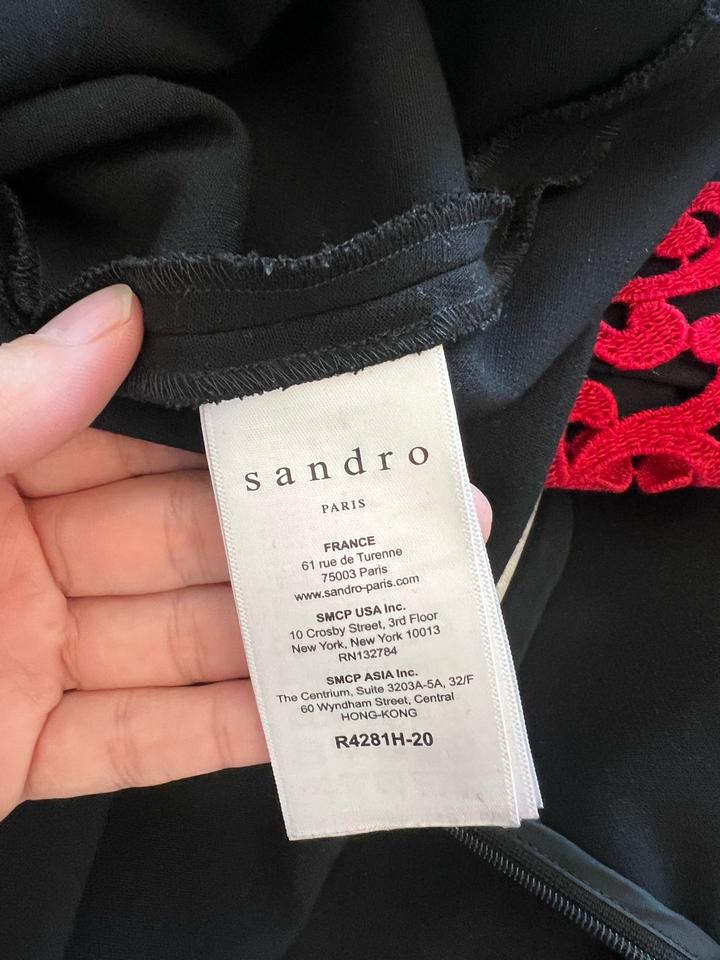 sandro
PARIS
FRANCE
61 rue de Turenne
75003 Paris
www.sandro-paris.com
SMCP USA Inc.
10 Crosby Street, 3rd Floor
New York, New York 10013
RN132784
SMCP ASIA Inc.
The Centrium, Suite 3203A-5A, 32/F
60 Wyndham Street, Central
HONG-KONG
R4281H-20